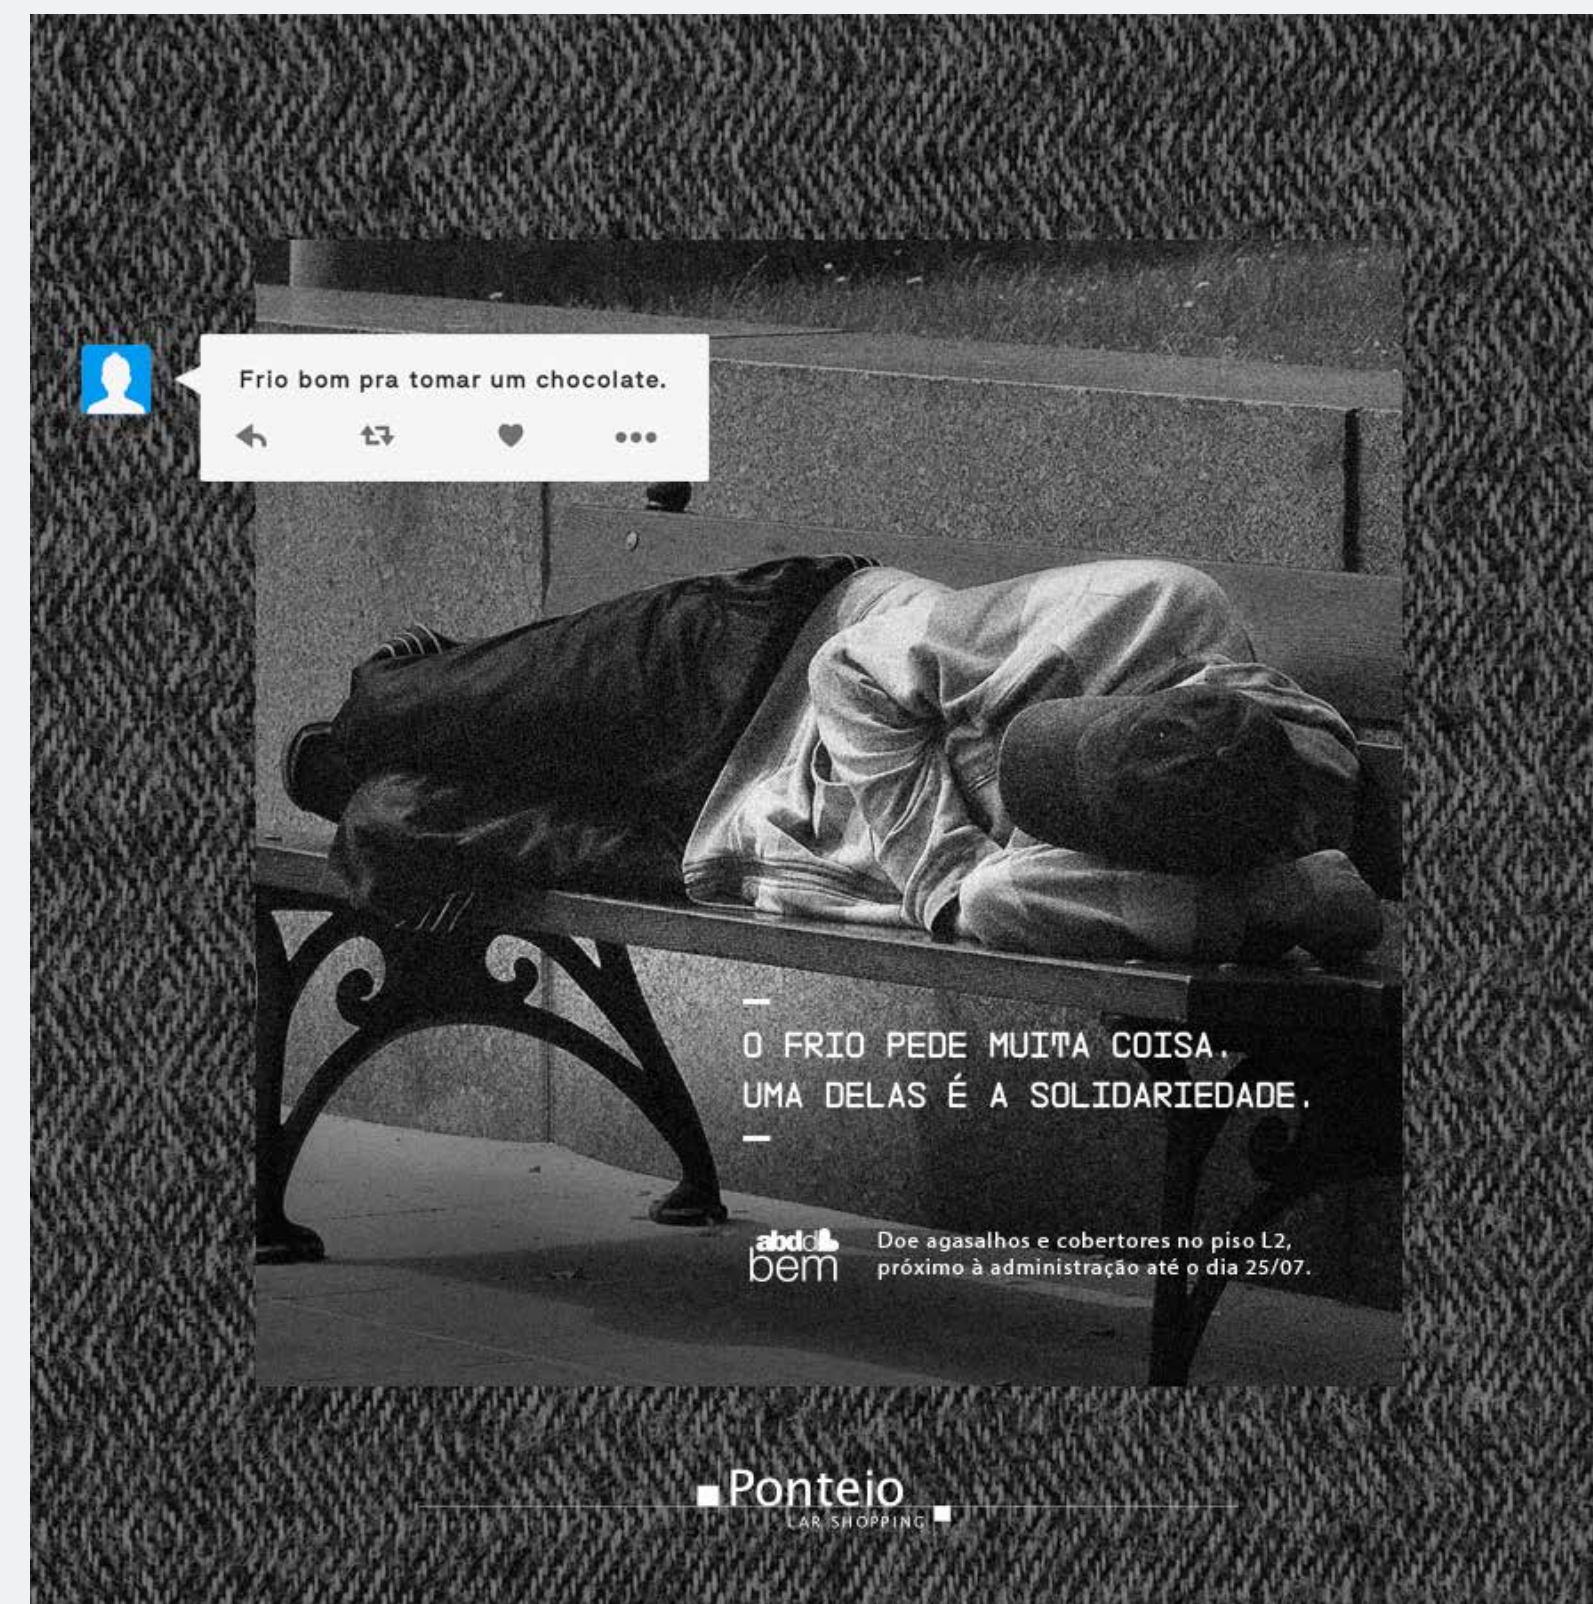 Frio bom pra tomar um chocolate.
O FRIO PEDE MUITA COISA.
UMA DELAS É A SOLIDARIEDADE.
abdd
bem
Doe agasalhos e cobertores no piso L2,
próximo à administração até o dia 25/07.
Ponteio
LAR SHOPPING